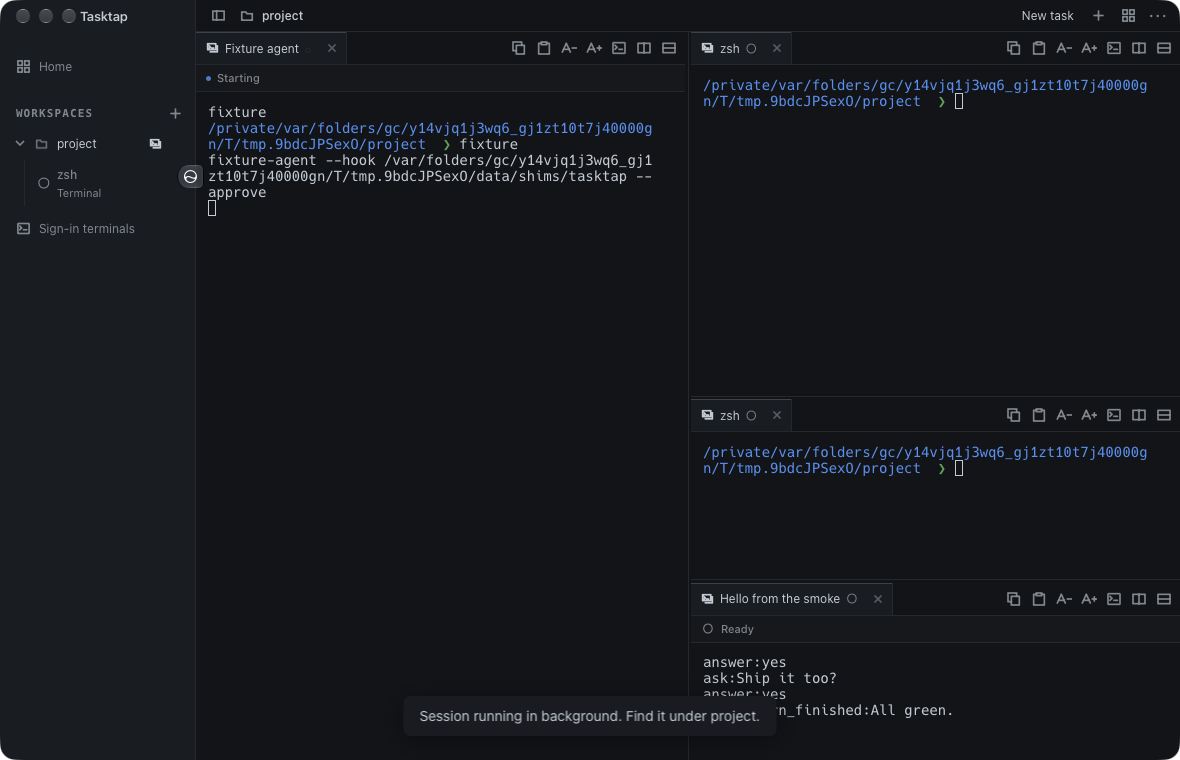 Tasktap
project
New task
Home
WORKSPACES
project
zsh
Terminal
Sign-in terminals
Fixture agent
Starting
fixture
/private/var/folders/gc/y14vjq1j3wq6_gj1zt10t7j40000g
n/T/tmp.9bdcJPSexO/project ❯ fixture
fixture-agent --hook /var/folders/gc/y14vjq1j3wq6_gj1
zt10t7j40000gn/T/tmp.9bdcJPSexO/data/shims/tasktap --
approve
zsh
/private/var/folders/gc/y14vjq1j3wq6_gj1zt10t7j40000g
n/T/tmp.9bdcJPSexO/project ❯
zsh
/private/var/folders/gc/y14vjq1j3wq6_gj1zt10t7j40000g
n/T/tmp.9bdcJPSexO/project ❯
Hello from the smoke
Ready
answer:yes
ask:Ship it too?
answer:yes
n_finished:All green.
Session running in background. Find it under project.